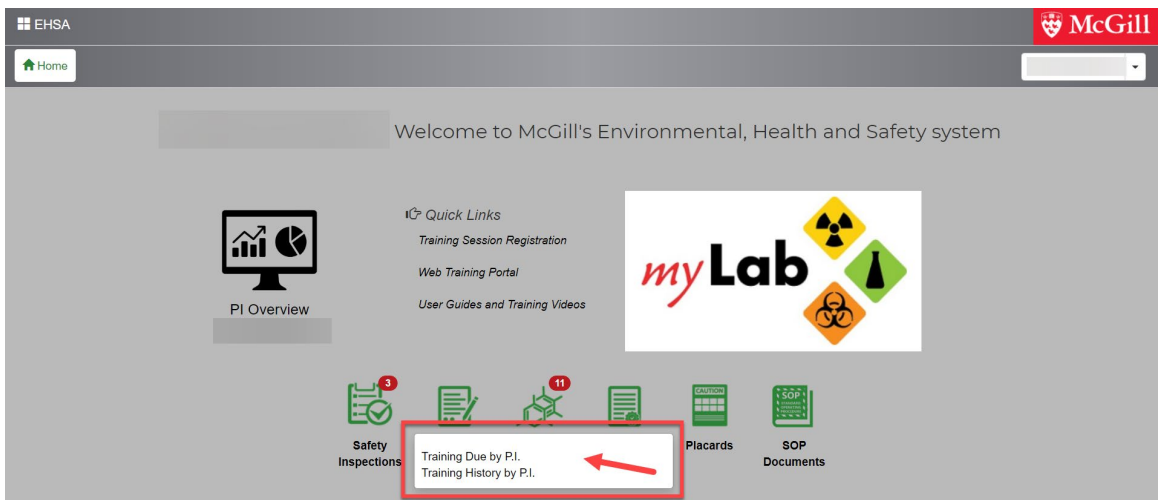 EHSA
McGill
Home
Welcome to McGill's Environmental, Health and Safety system
Quick Links
Training Session Registration
Web Training Portal
User Guides and Training Videos
PI Overview
my Lab
3
11
CAUTION
SOP
Safety
Inspections
Placards
SOP
Documents
Training Due by P.I.
Training History by P.I.